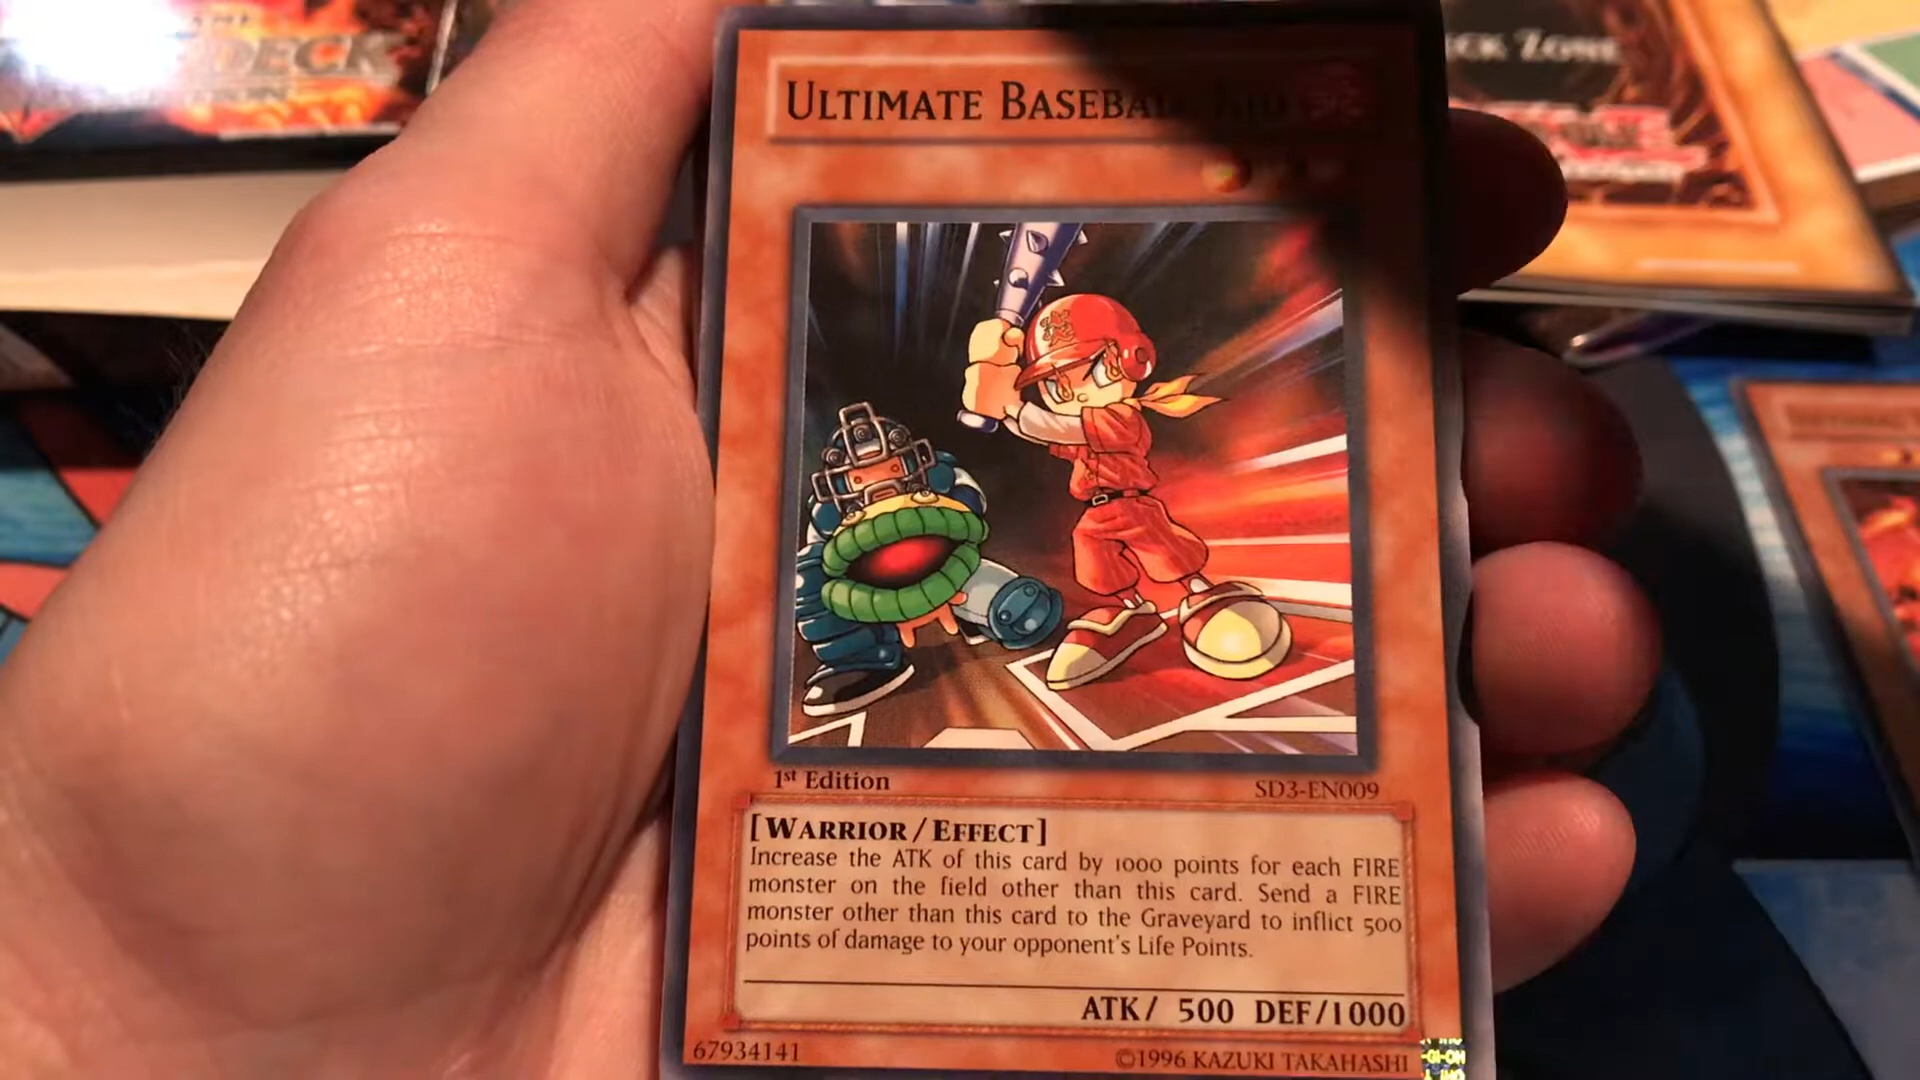 DECK
CK ZONE
ULTIMATE BASEBALL KID
1st Edition
SD3-EN009
[WARRIOR/EFFECT]
Increase the ATK of this card by 1000 points for each FIRE
monster on the field other than this card. Send a FIRE
monster other than this card to the Graveyard to inflict 500
points of damage to your opponent's Life Points.
ATK/ 500 DEF/1000
67934141
©1996 KAZUKI TAKAHASHI